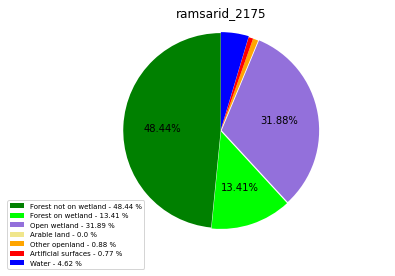 ramsarid_2175
48.44%
31.88%
13.41%
Forest not on wetland - 48.44 %
Forest on wetland - 13.41 %
Open wetland - 31.89 %
Arable land - 0.0 %
Other openland - 0.88 %
Artificial surfaces - 0.77 %
Water - 4.62 %